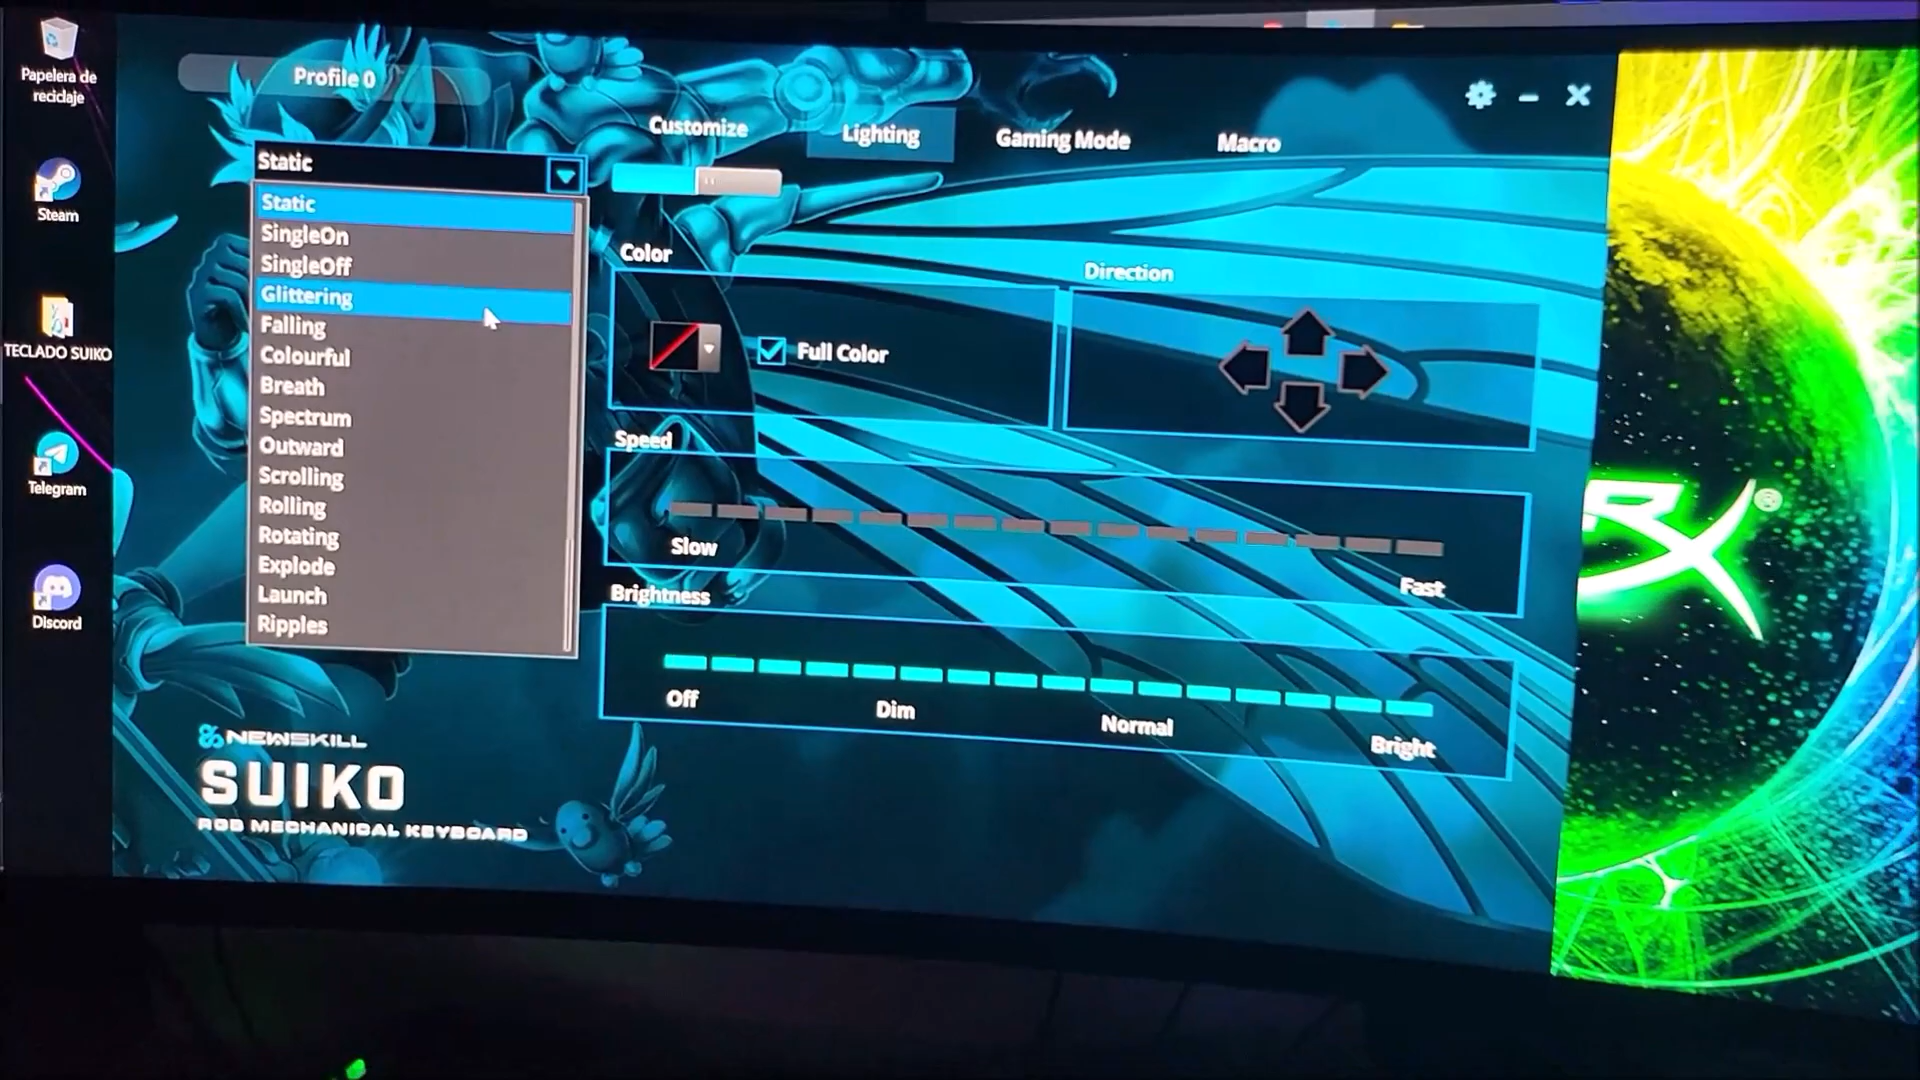 Papelera de
reciclaje
Steam
TECLADO SUIKO
Telegram
Discord
Profile 0
Customize
Lighting
Gaming Mode
Macro
Static
Static
SingleOn
SingleOff
Glittering
Falling
Colourful
Breath
Spectrum
Outward
Scrolling
Rolling
Rotating
Explode
Launch
Ripples
Color
Full Color
Direction
Speed
Slow
Fast
Brightness
Off
Dim
Normal
Bright
NEWSKILL
SUIKO
RGB MECHANICAL KEYBOARD
RX®